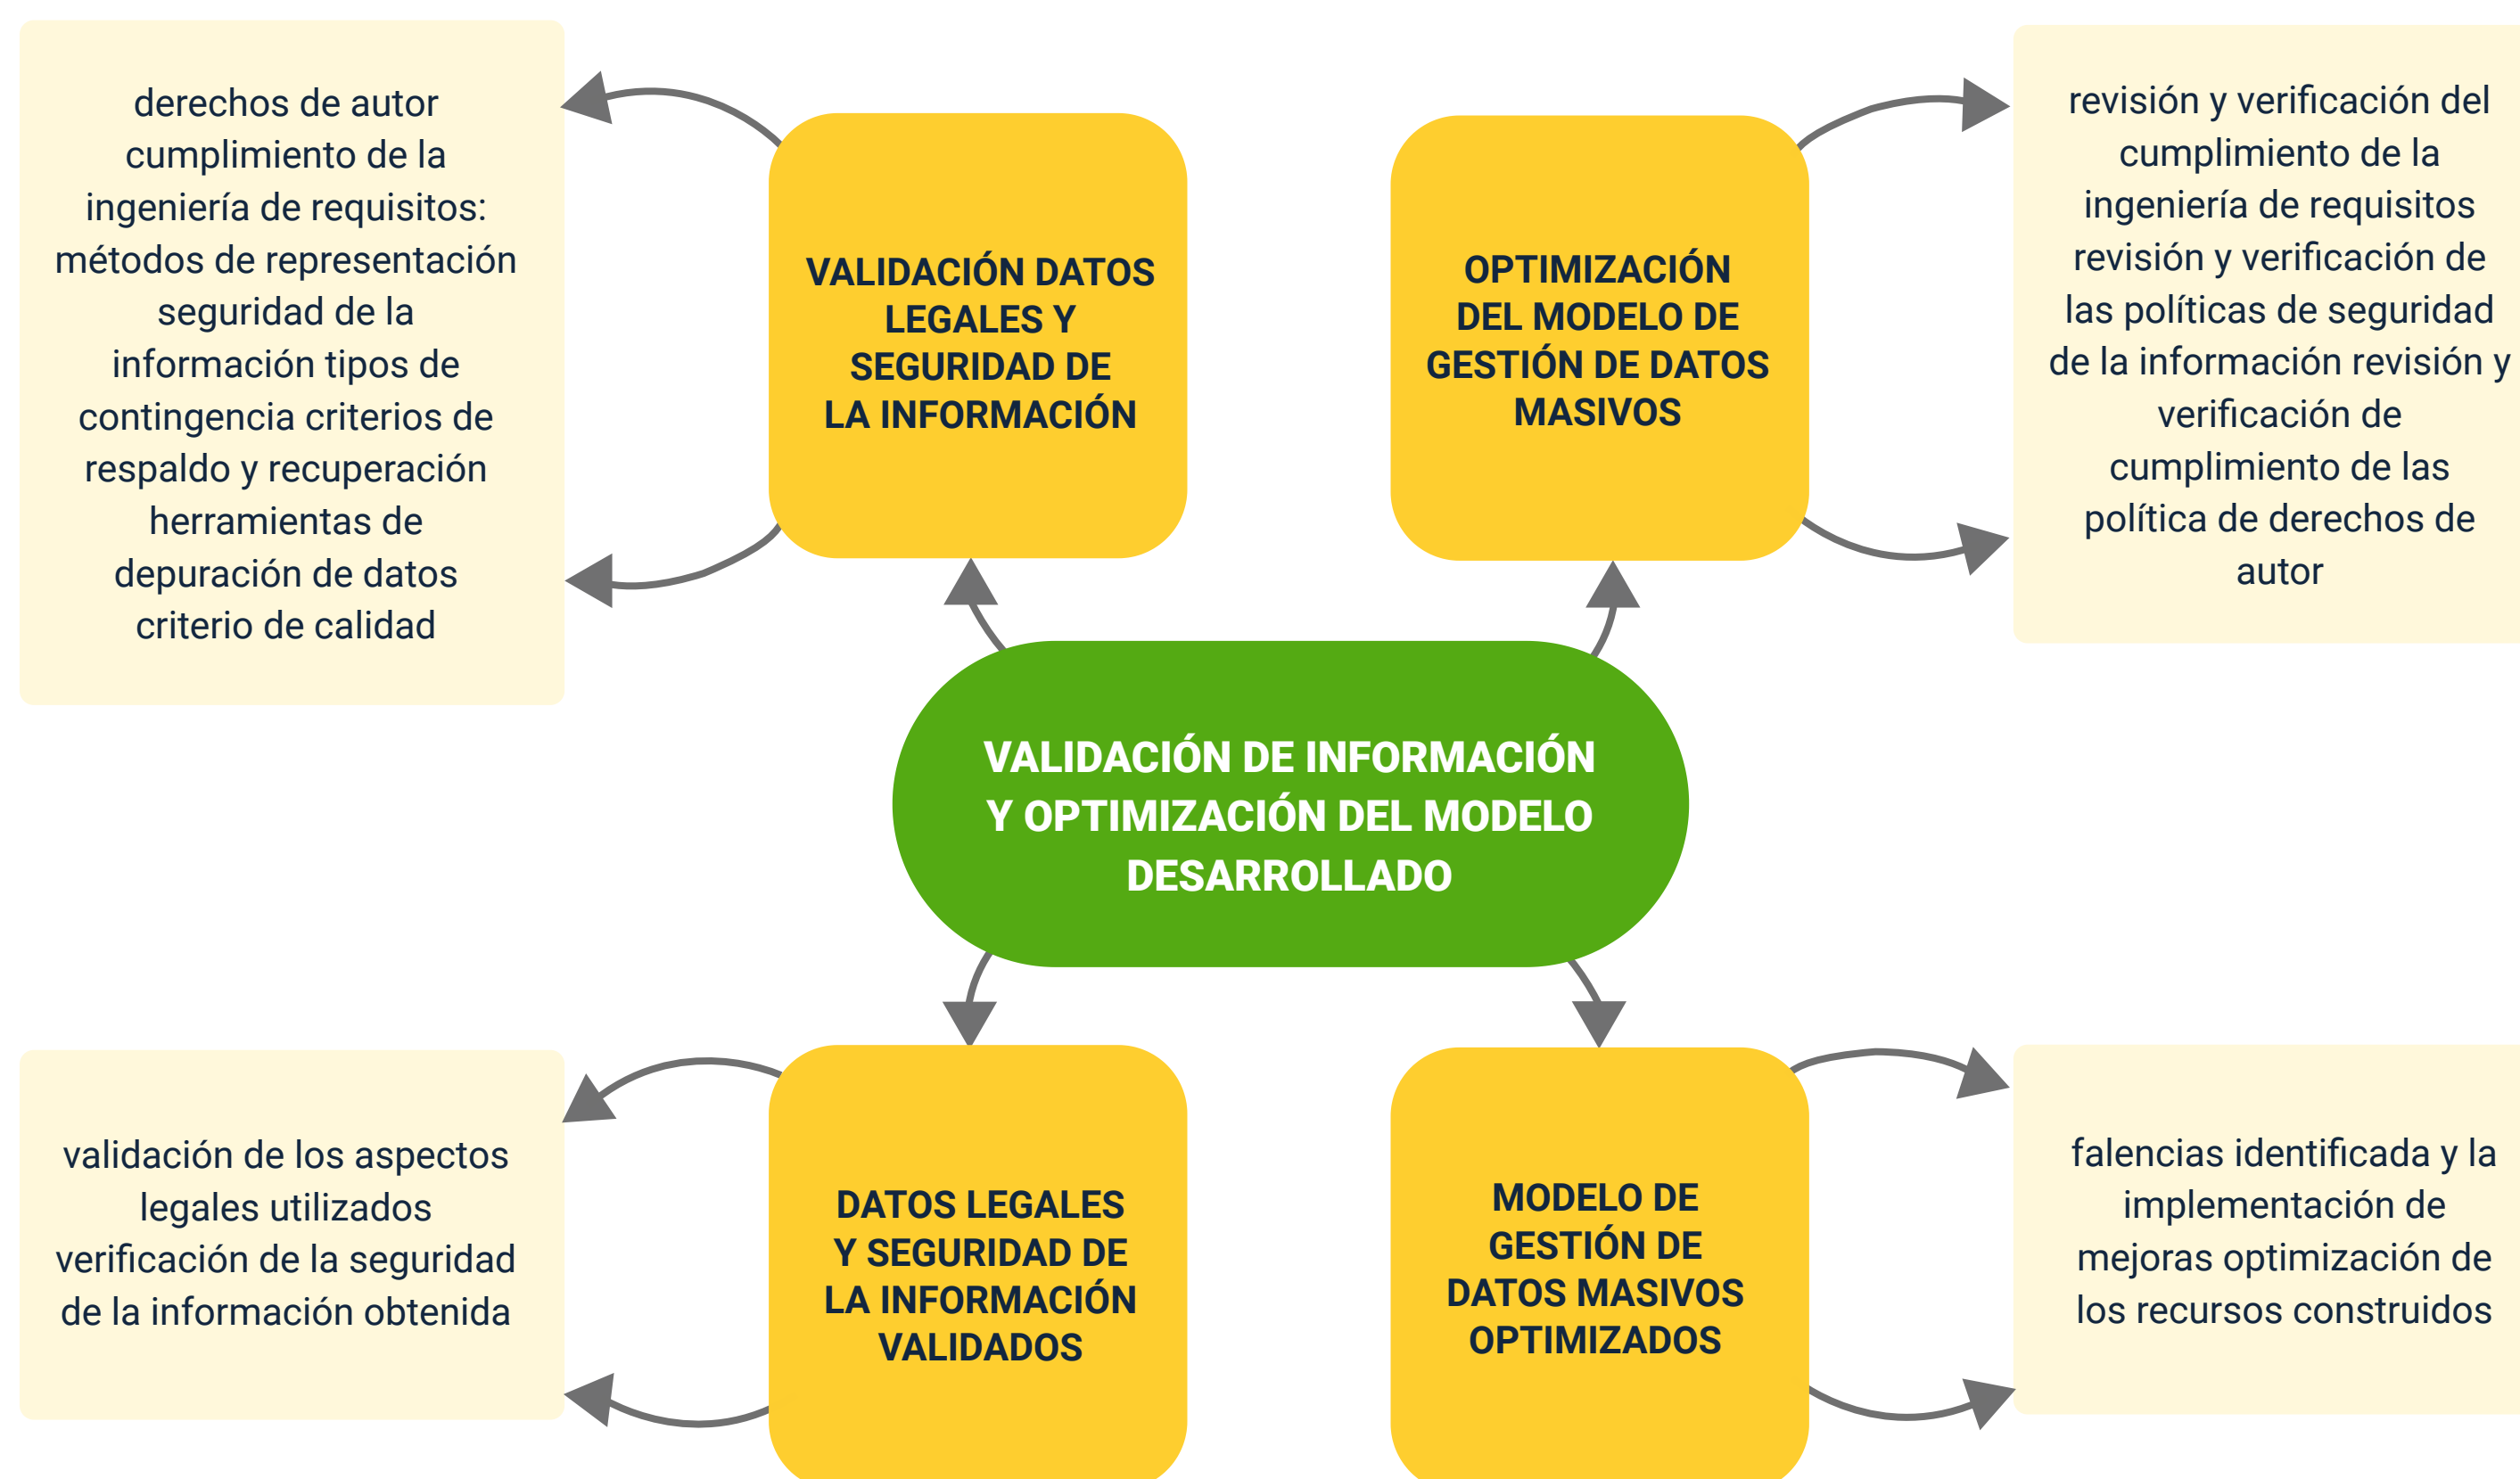 derechos de autor
cumplimiento de la
ingeniería de requisitos:
métodos de representación
seguridad de la
información tipos de
contingencia criterios de
respaldo y recuperación
herramientas de
depuración de datos
criterio de calidad
VALIDACIÓN DATOS
LEGALES Y
SEGURIDAD DE
LA INFORMACIÓN
OPTIMIZACIÓN
DEL MODELO DE
GESTIÓN DE DATOS
MASIVOS
revisión y verificación del
cumplimiento de la
ingeniería de requisitos
revisión y verificación de
las políticas de seguridad
de la información revisión y
verificación de
cumplimiento de las
política de derechos de
autor
VALIDACIÓN DE INFORMACIÓN
Y OPTIMIZACIÓN DEL MODELO
DESARROLLADO
validación de los aspectos
legales utilizados
verificación de la seguridad
de la información obtenida
DATOS LEGALES
Y SEGURIDAD DE
LA INFORMACIÓN
VALIDADOS
MODELO DE
GESTIÓN DE
DATOS MASIVOS
OPTIMIZADOS
falencias identificada y la
implementación de
mejoras optimización de
los recursos construidos